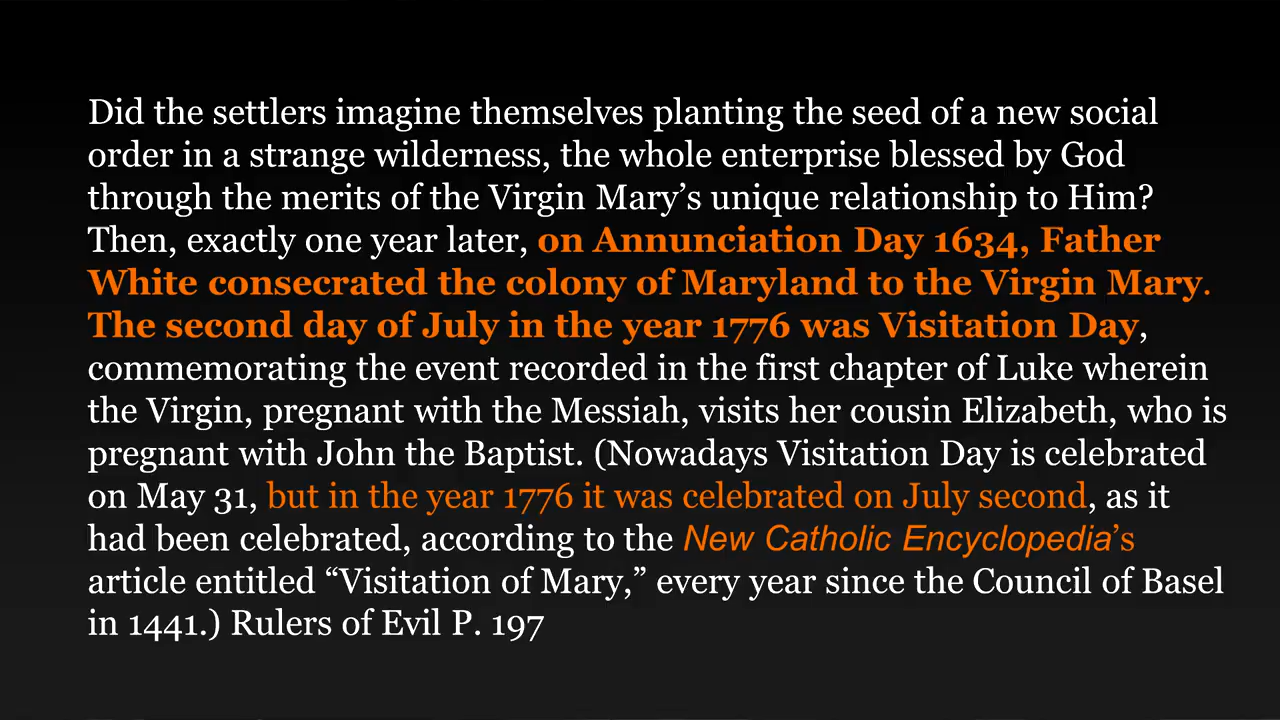 Did the settlers imagine themselves planting the seed of a new social
order in a strange wilderness, the whole enterprise blessed by God
through the merits of the Virgin Mary’s unique relationship to Him?
Then, exactly one year later, on Annunciation Day 1634, Father
White consecrated the colony of Maryland to the Virgin Mary.
The second day of July in the year 1776 was Visitation Day,
commemorating the event recorded in the first chapter of Luke wherein
the Virgin, pregnant with the Messiah, visits her cousin Elizabeth, who is
pregnant with John the Baptist. (Nowadays Visitation Day is celebrated
on May 31, but in the year 1776 it was celebrated on July second, as it
had been celebrated, according to the New Catholic Encyclopedia’s
article entitled “Visitation of Mary,” every year since the Council of Basel
in 1441.) Rulers of Evil P. 197